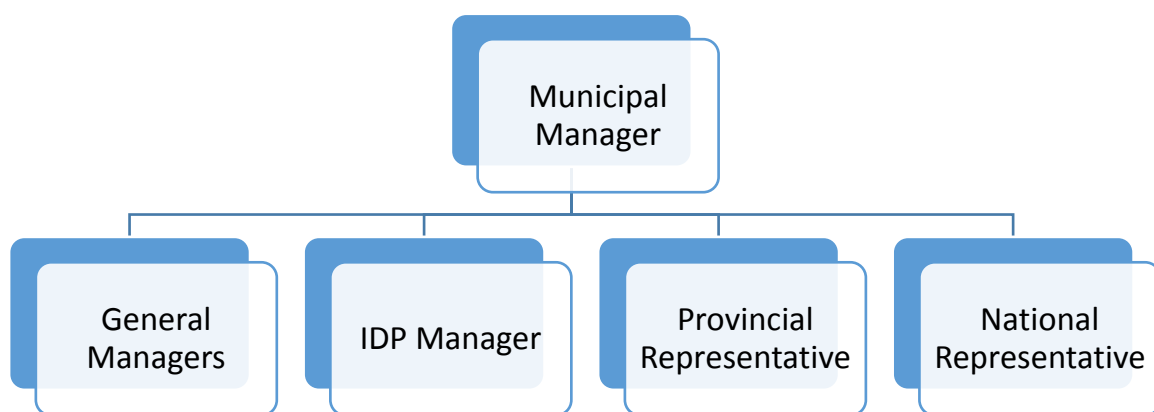 Municipal
Manager
General
Managers
IDP Manager
Provincial
Representative
National
Representative